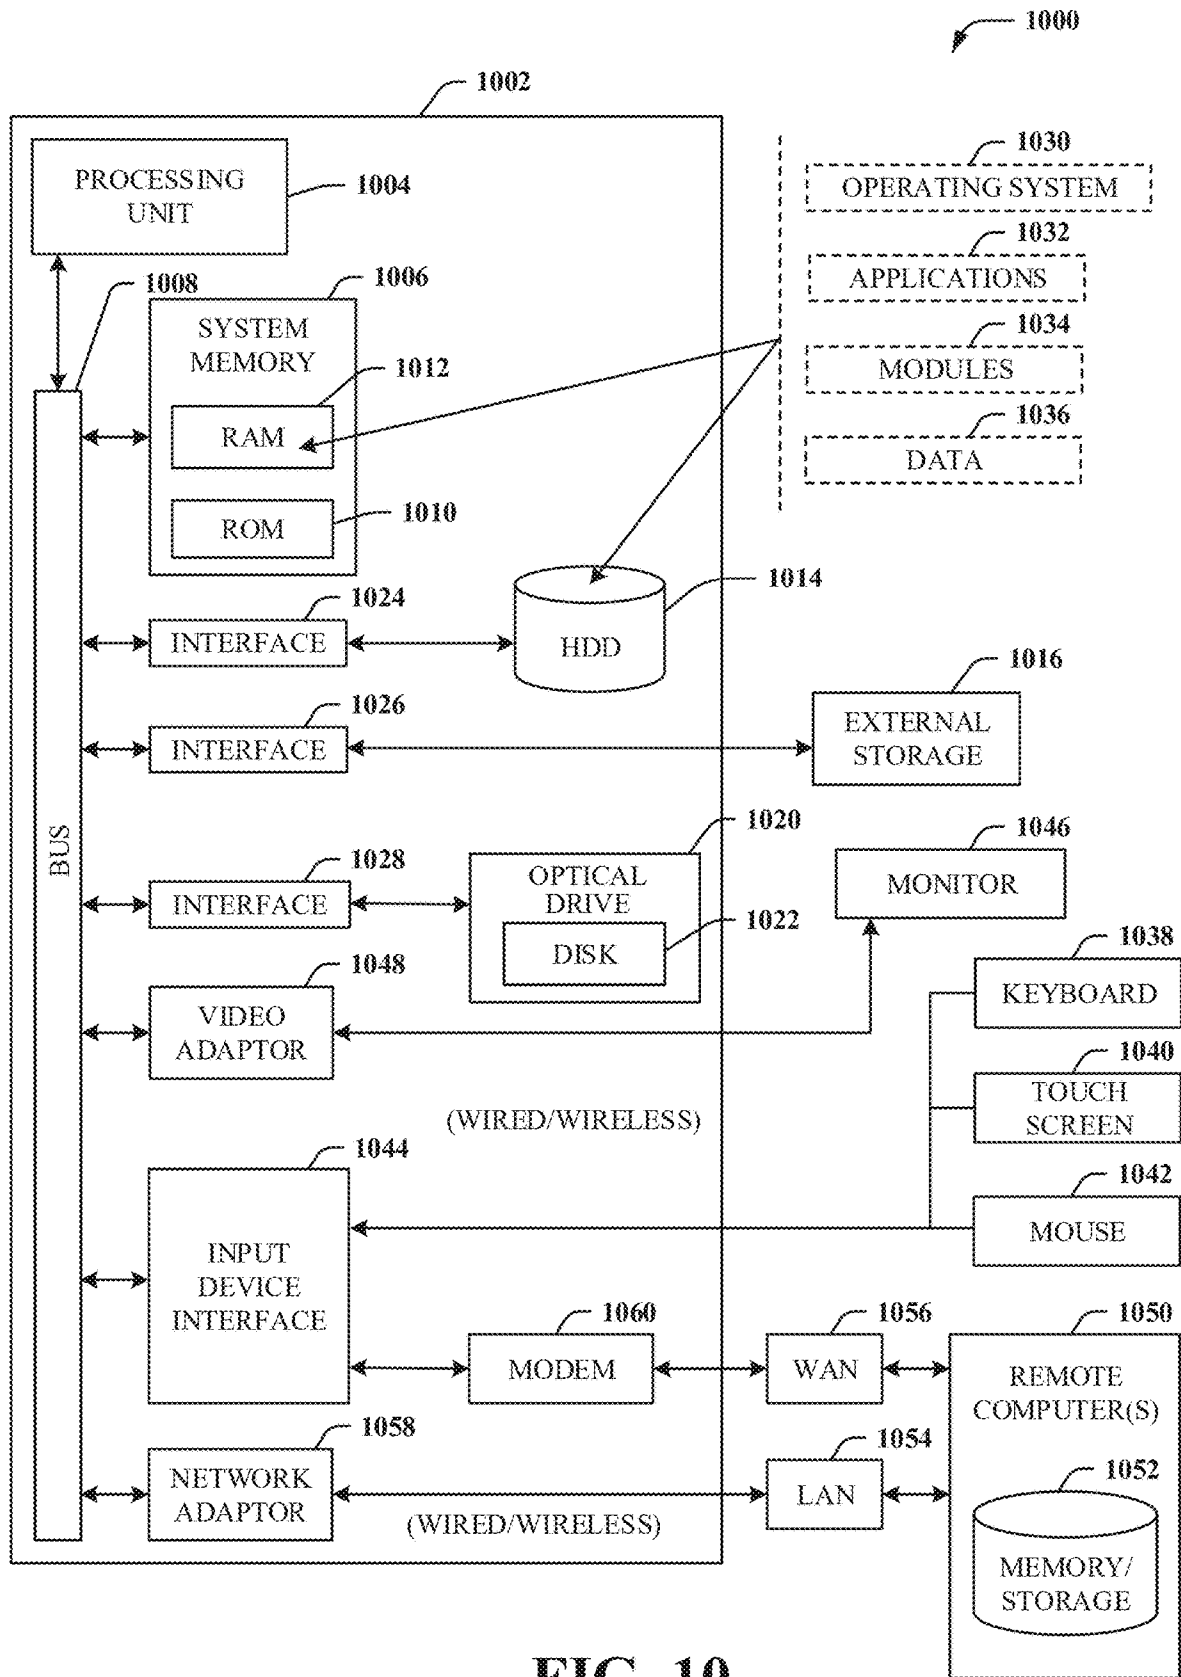 1000
1002
PROCESSING
UNIT
1004
1030
OPERATING SYSTEM
1032
APPLICATIONS
1034
MODULES
1036
DATA
1008
1006
SYSTEM
MEMORY
1012
RAM
1010
ROM
1024
INTERFACE
1014
HDD
1026
INTERFACE
1016
EXTERNAL
STORAGE
BUS
1028
INTERFACE
1020
OPTICAL
DRIVE
1022
DISK
1046
MONITOR
1048
VIDEO
ADAPTOR
1038
KEYBOARD
1040
TOUCH
SCREEN
(WIRED/WIRELESS)
1044
INPUT
DEVICE
INTERFACE
1042
MOUSE
1060
MODEM
1056
WAN
1050
REMOTE
COMPUTER(S)
1058
NETWORK
ADAPTOR
(WIRED/WIRELESS)
1054
LAN
1052
MEMORY/
STORAGE
FIG. 10